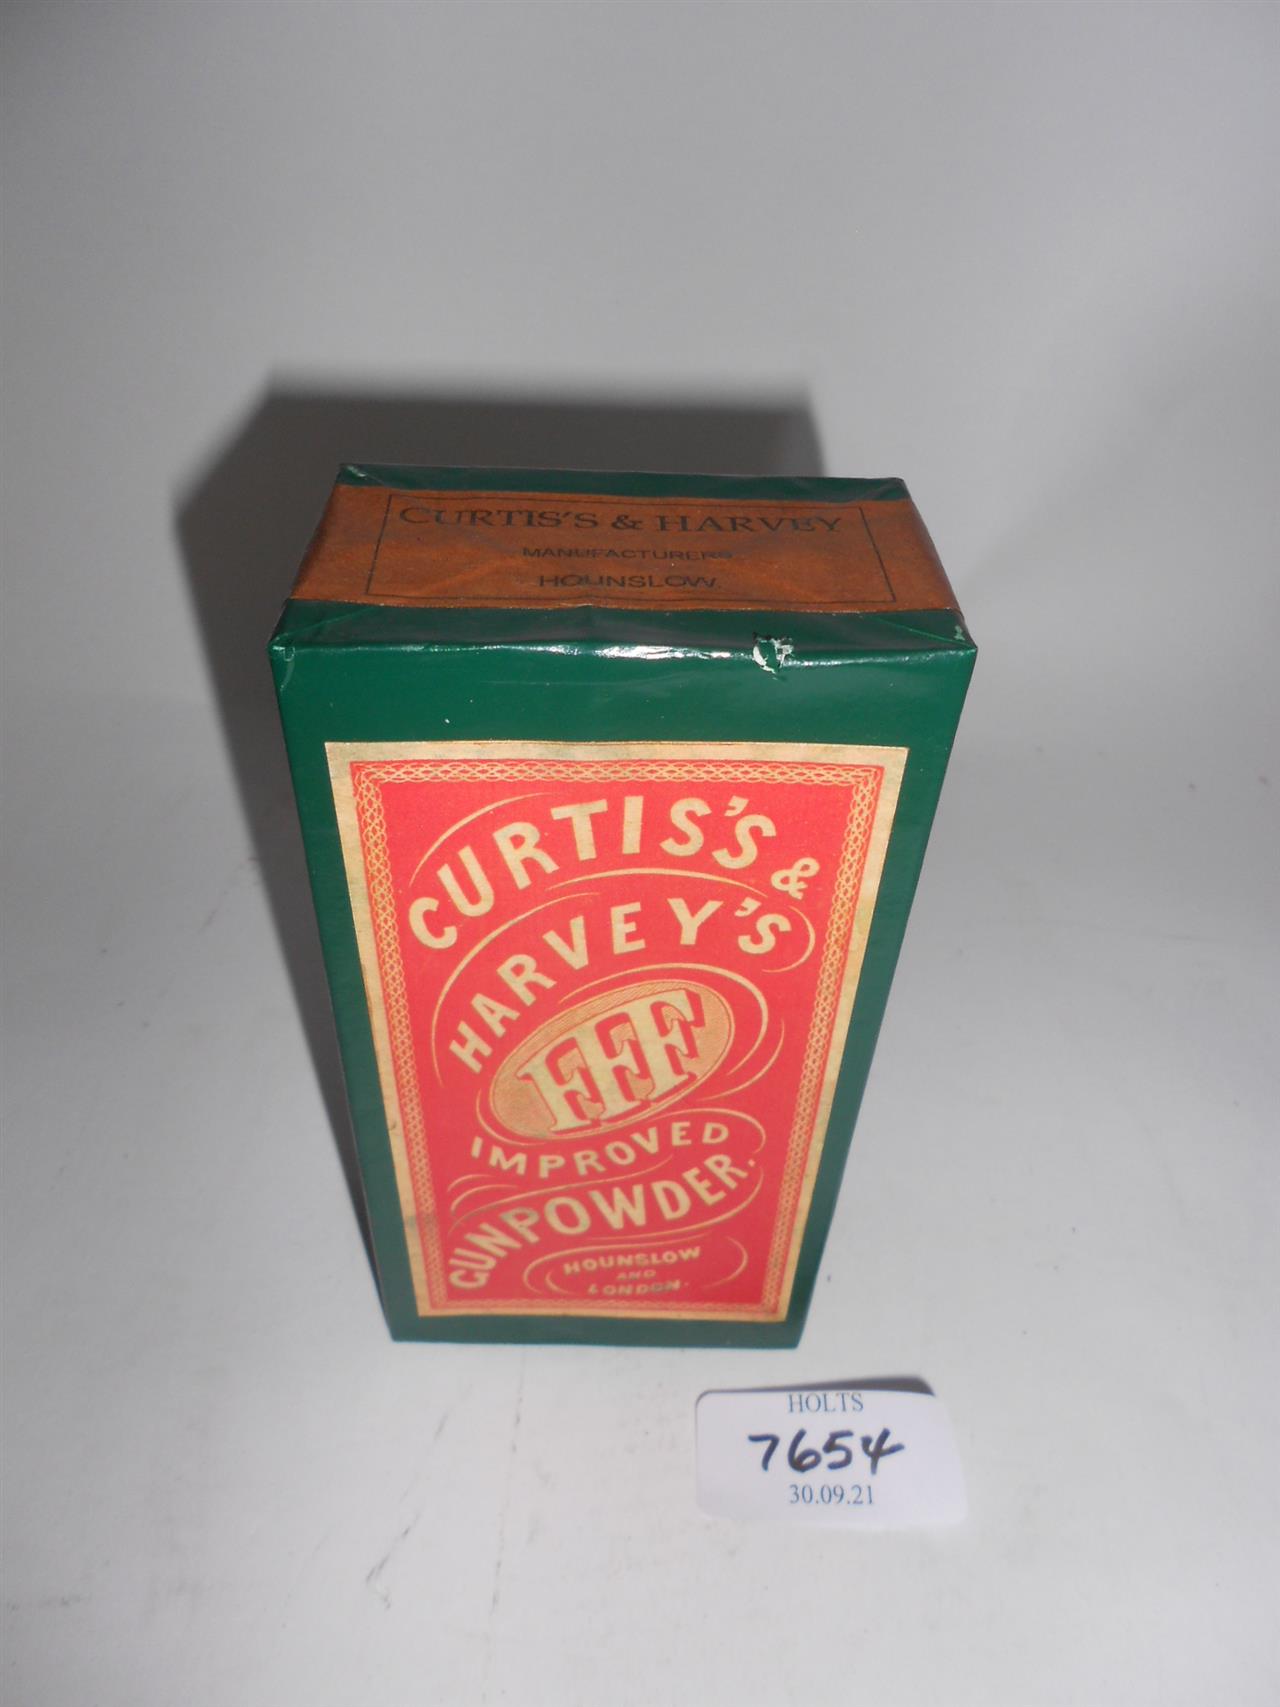 CURTIS'S & HARVEY
MANUFACTURERS
HOUNSLOW.
CURTIS'S &
HARVEY'S
FFF
IMPROVED
GUNPOWDER.
HOUNSLOW
AND
LONDON.
HOLTS
7654
30.09.21